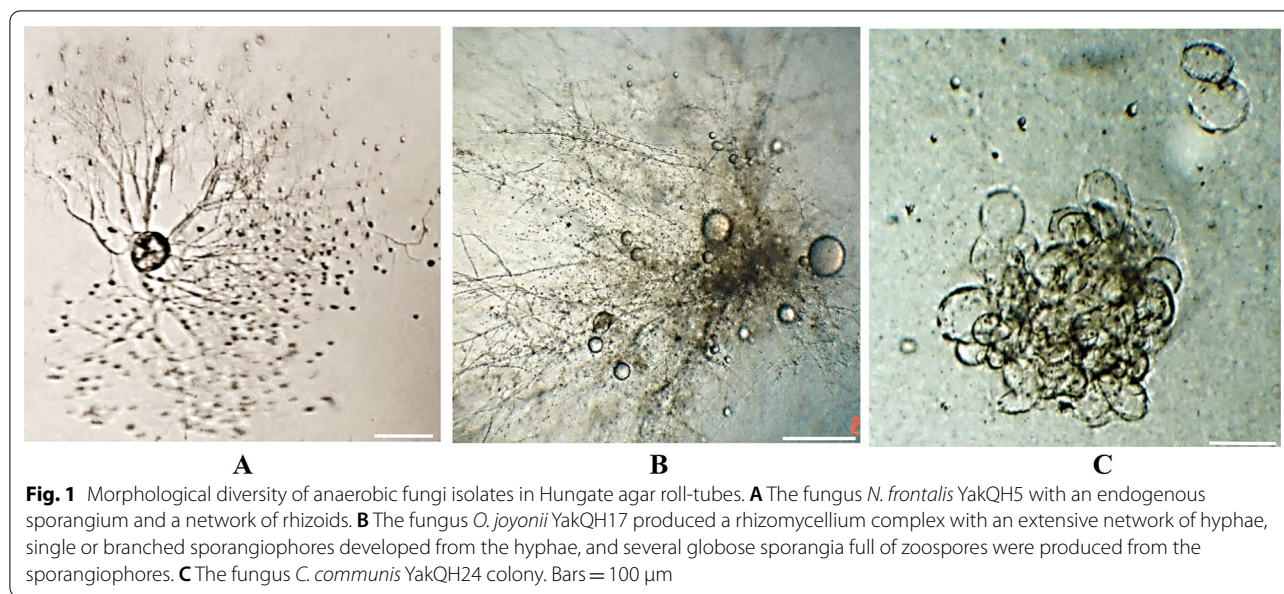 2
A B C
Fig. 1 Morphological diversity of anaerobic fungi isolates in Hungate agar roll-tubes. A The fungus N. frontalis YakQH5 with an endogenous
sporangium and a network of rhizoids. B The fungus O. joyonii YakQH17 produced a rhizomycellium complex with an extensive network of hyphae,
single or branched sporangiophores developed from the hyphae, and several globose sporangia full of zoospores were produced from the
sporangiophores. C The fungus C. communis YakQH24 colony. Bars = 100 μm